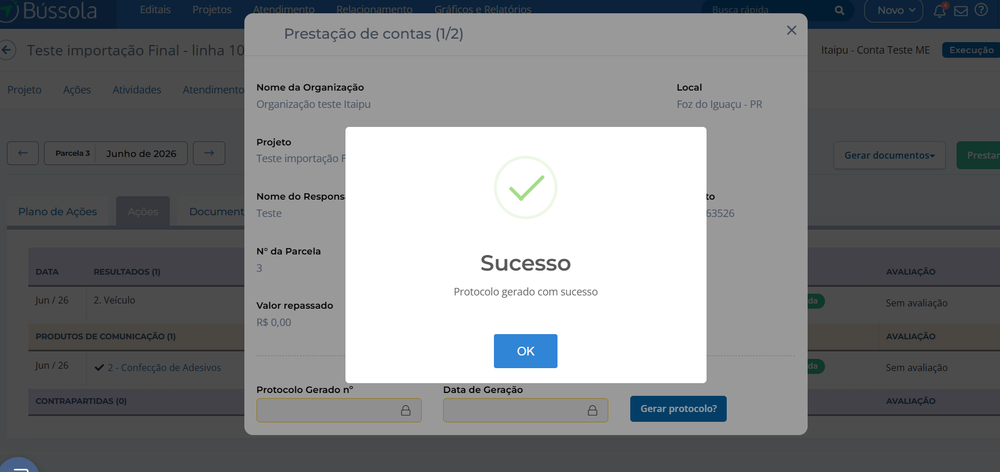 Bússola
Editais Projetos Atendimento Relacionamento Gráficos e Relatórios Busca rápida Novo 4
Prestação de contas (1/2)
Teste importação Final - linha 10
Itaipu - Conta Teste ME Execução
Projeto Ações Atividades Atendimento
Nome da Organização Local
Organização teste Itaipu Foz do Iguaçu - PR
Projeto
Parcela 3 Junho de 2026
Teste importação F
Gerar documentos Prestar
Nome do Respons to
Teste 63526
Plano de Ações Ações Document
Nº da Parcela
3
Sucesso
Protocolo gerado com sucesso
OK
DATA RESULTADOS (1) AVALIAÇÃO
Jun / 26 2. Veículo da Sem avaliação
Valor repassado
R$ 0,00
PRODUTOS DE COMUNICAÇÃO (1) AVALIAÇÃO
Jun / 26 2 - Confecção de Adesivos da Sem avaliação
CONTRAPARTIDAS (0) AVALIAÇÃO
Protocolo Gerado nº Data de Geração
Gerar protocolo?